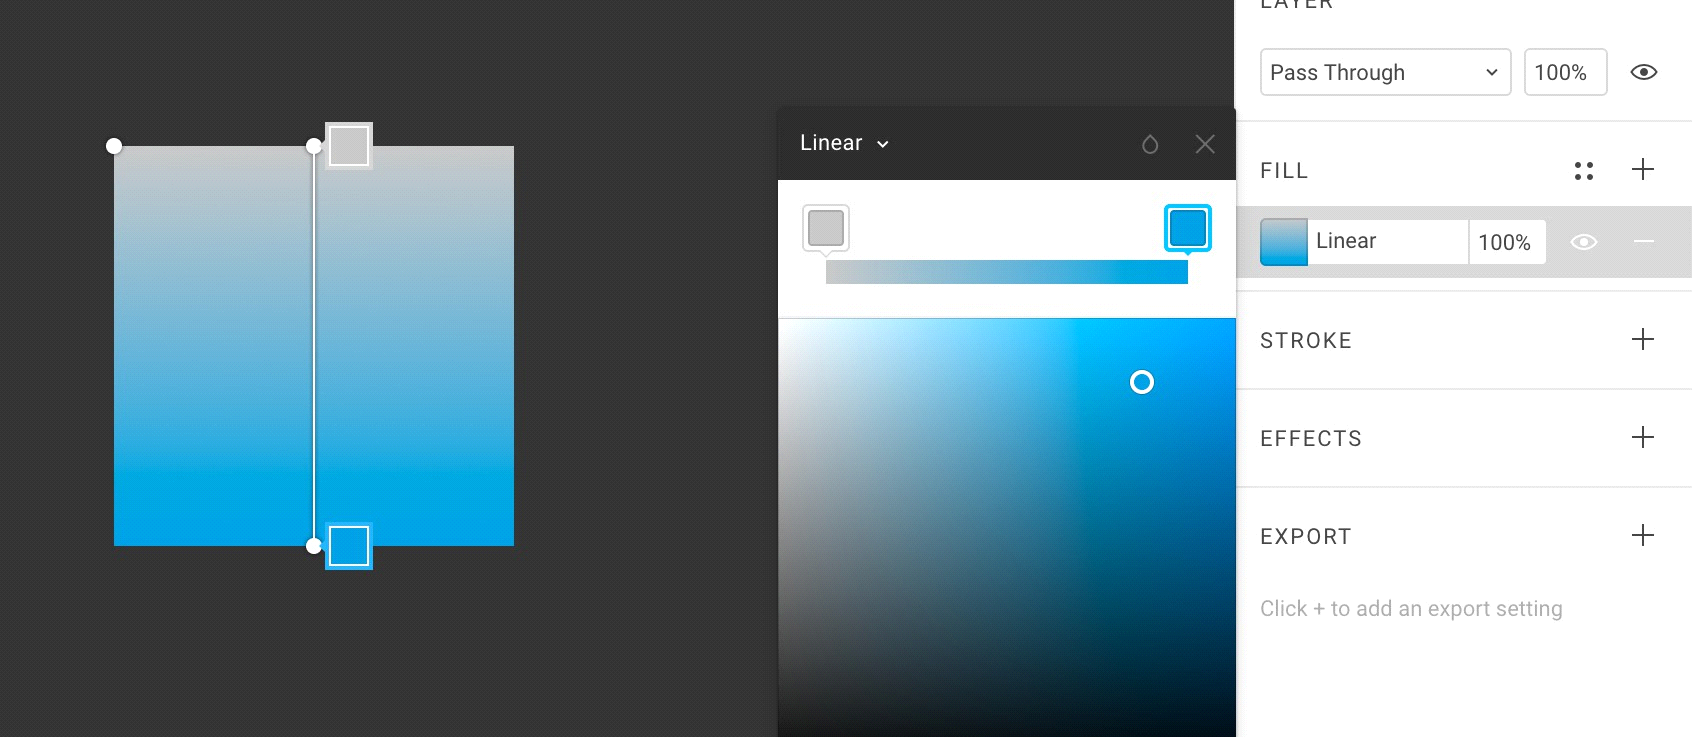 LAYER
Pass Through
100%
Linear
FILL
Linear
100%
STROKE
EFFECTS
EXPORT
Click + to add an export setting